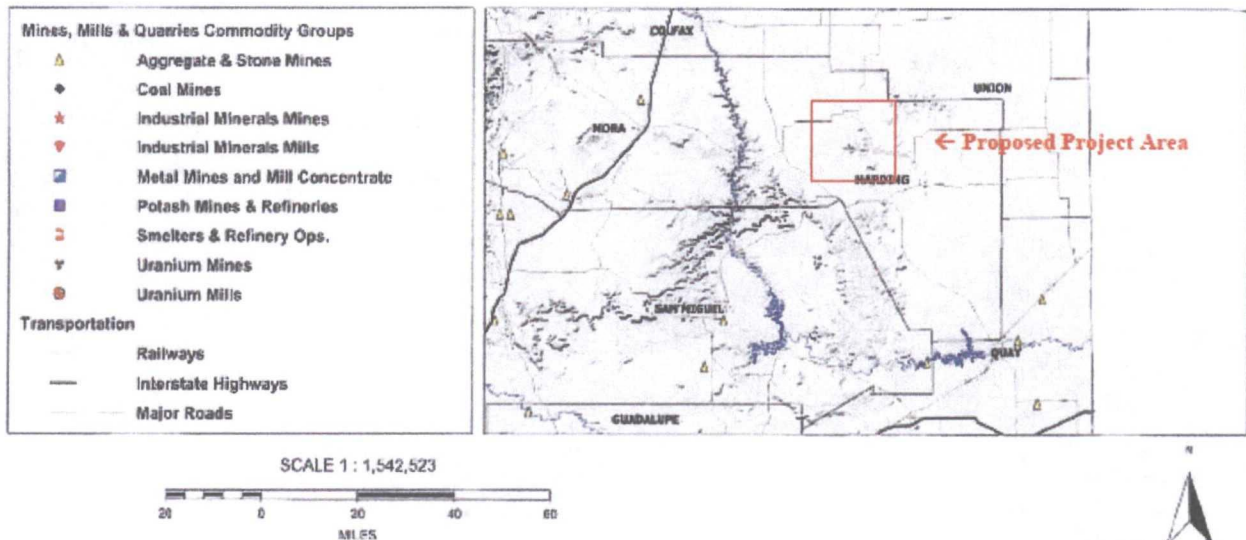 Mines, Mills & Quarries Commodity Groups
Aggregate & Stone Mines
Coal Mines
Industrial Minerals Mines
Industrial Minerals Mills
Metal Mines and Mill Concentrate
Potash Mines & Refineries
Smelters & Refinery Ops.
Uranium Mines
Uranium Mills
Transportation
Railways
Interstate Highways
Major Roads
COLFAX
UNION
MORA
← Proposed Project Area
HARDING
SAN MIGUEL
QUAY
GUADALUPE
SCALE 1 : 1,542,523
20 0 20 40 60
MILES
N